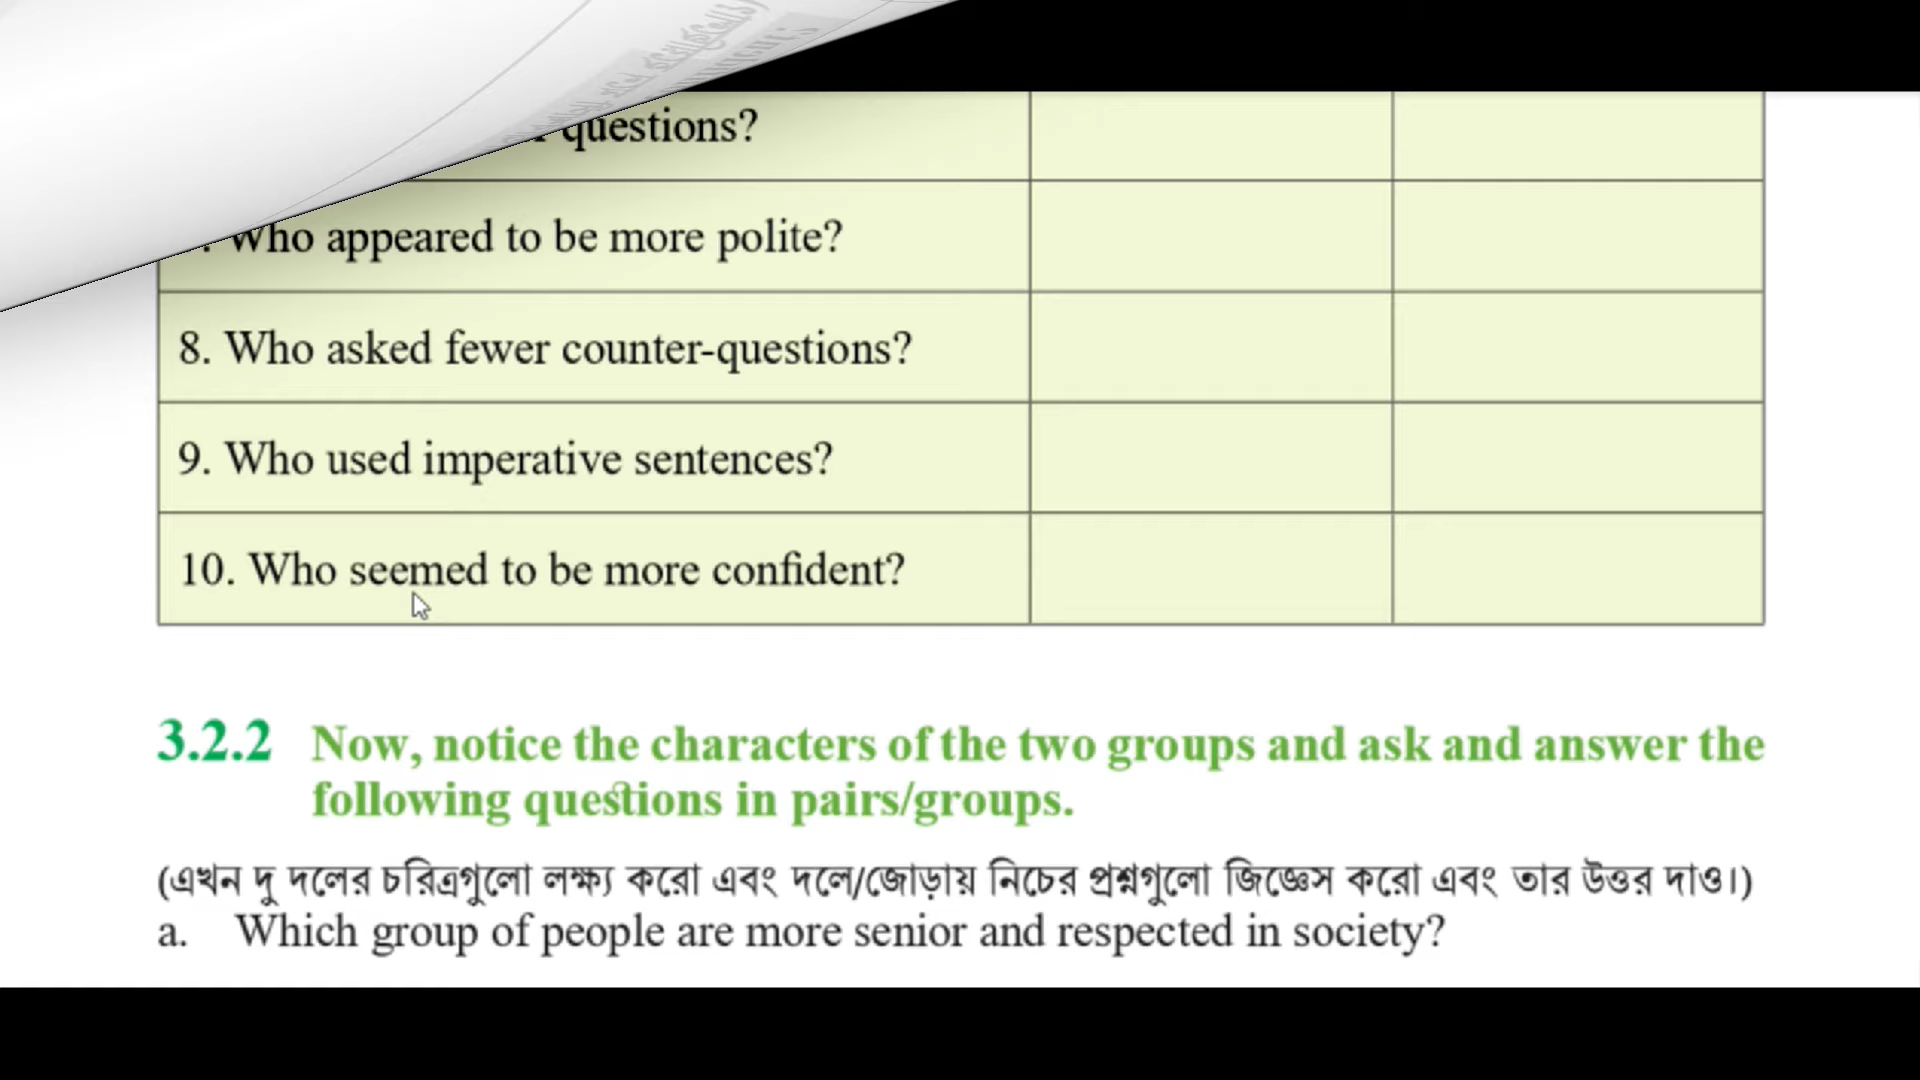 questions?
Who appeared to be more polite?
8. Who asked fewer counter-questions?
9. Who used imperative sentences?
10. Who seemed to be more confident?
3.2.2 Now, notice the characters of the two groups and ask and answer the
following questions in pairs/groups.
(এখন দু দলের চরিত্রগুলো লক্ষ্য করো এবং দলে/জোড়ায় নিচের প্রশ্নগুলো জিজ্ঞেস করো এবং তার উত্তর দাও।)
a. Which group of people are more senior and respected in society?